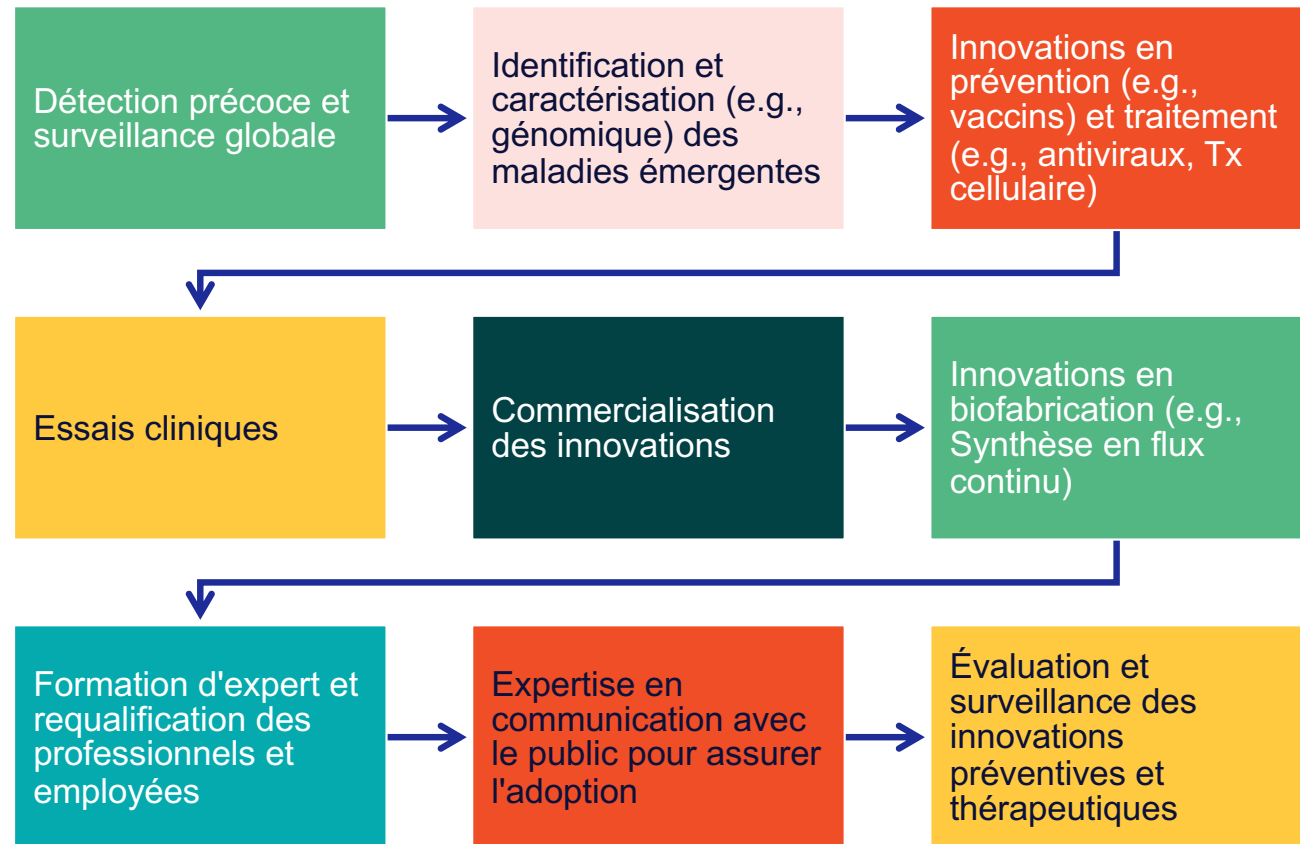 Détection précoce et
surveillance globale
Identification et
caractérisation (e.g.,
génomique) des
maladies émergentes
Innovations en
prévention (e.g.,
vaccins) et traitement
(e.g., antiviraux, Tx
cellulaire)
Essais cliniques
Commercialisation
des innovations
Innovations en
biofabrication (e.g.,
Synthèse en flux
continu)
Formation d'expert et
requalification des
professionnels et
employées
Expertise en
communication avec
le public pour assurer
l'adoption
Évaluation et
surveillance des
innovations
préventives et
thérapeutiques